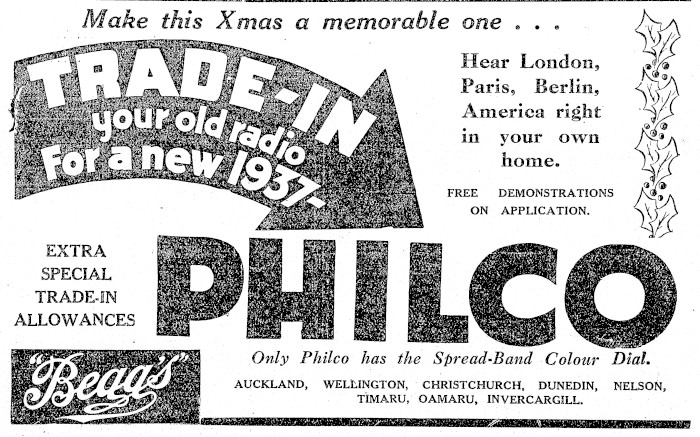 Make this Xmas a memorable one . . .
TRADE-IN
your old radio
For a new 1937-
Hear London,
Paris, Berlin,
America right
in your own
home.
FREE DEMONSTRATIONS
ON APPLICATION.
EXTRA
SPECIAL
TRADE-IN
ALLOWANCES
PHILCO
Only Philco has the Spread-Band Colour Dial.
"Begg's"
AUCKLAND, WELLINGTON, CHRISTCHURCH, DUNEDIN, NELSON,
TIMARU, OAMARU, INVERCARGILL.